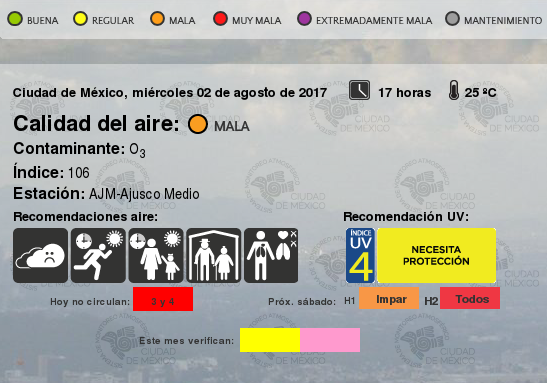 BUENA REGULAR MALA MUY MALA EXTREMADAMENTE MALA MANTENIMIENTO
Ciudad de México, miércoles 02 de agosto de 2017 17 horas 25 ºC
Calidad del aire: MALA
Contaminante: O3
Índice: 106
Estación: AJM-Ajusco Medio
Recomendaciones aire: Recomendación UV:
ÍNDICE
UV
4
NECESITA
PROTECCIÓN
Hoy no circulan: 3 y 4 Próx. sábado: H1 Impar H2 Todos
Este mes verifican:
CIUDAD
DE MÉXICO